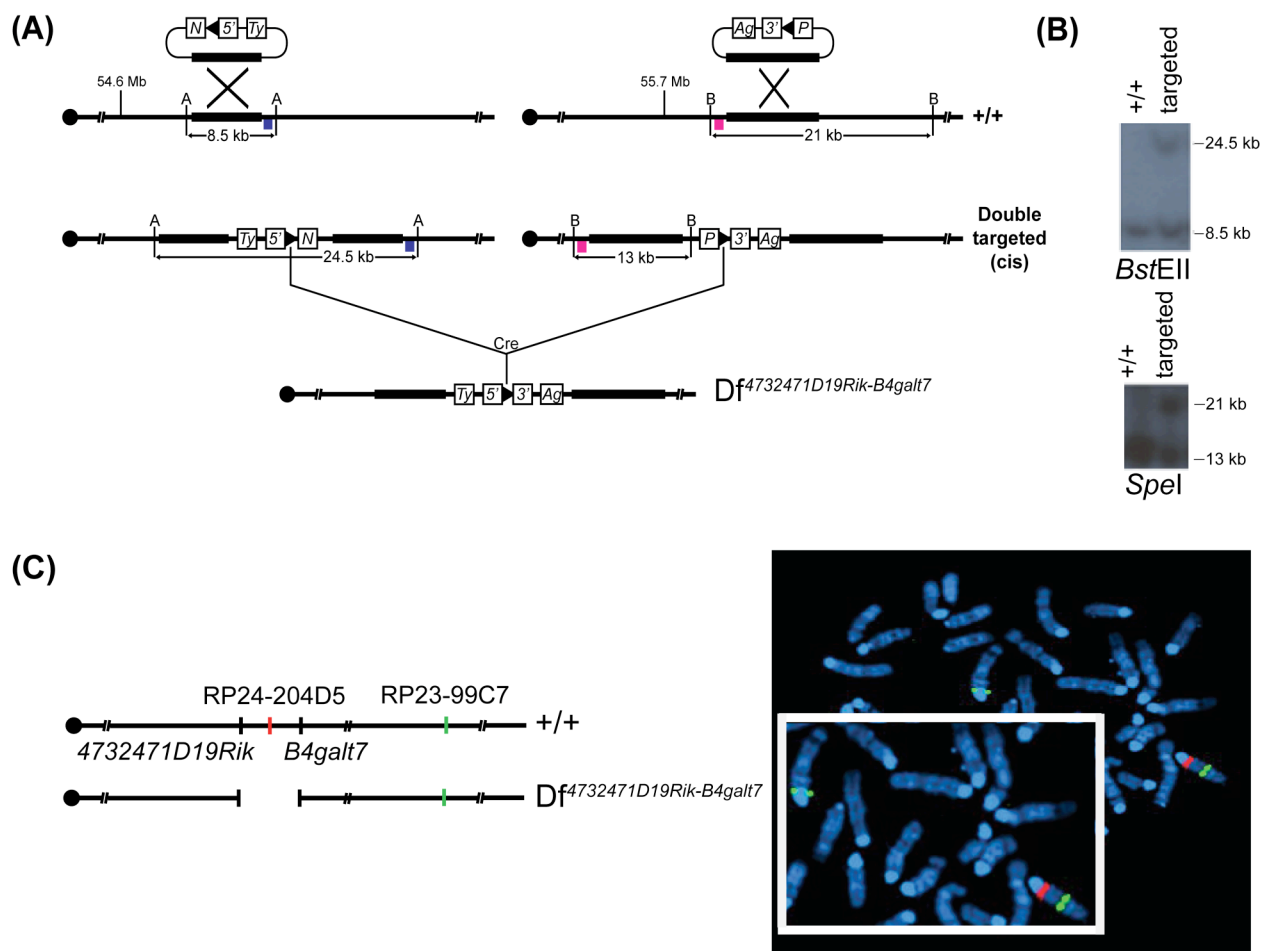 (A)
N 5' Ty
Ag 3' P
54.6 Mb
A A
8.5 kb
55.7 Mb
B B
21 kb
+/+
A A
Ty 5' N
24.5 kb
B B
P 3' Ag
13 kb
Double
targeted
(cis)
Cre
Ty 5' 3' Ag
Df4732471D19Rik-B4galt7
(B)
+/+
targeted
–24.5 kb
–8.5 kb
BstEII
+/+
targeted
–21 kb
–13 kb
SpeI
(C)
RP24-204D5 RP23-99C7
+/+
4732471D19Rik B4galt7
Df4732471D19Rik-B4galt7